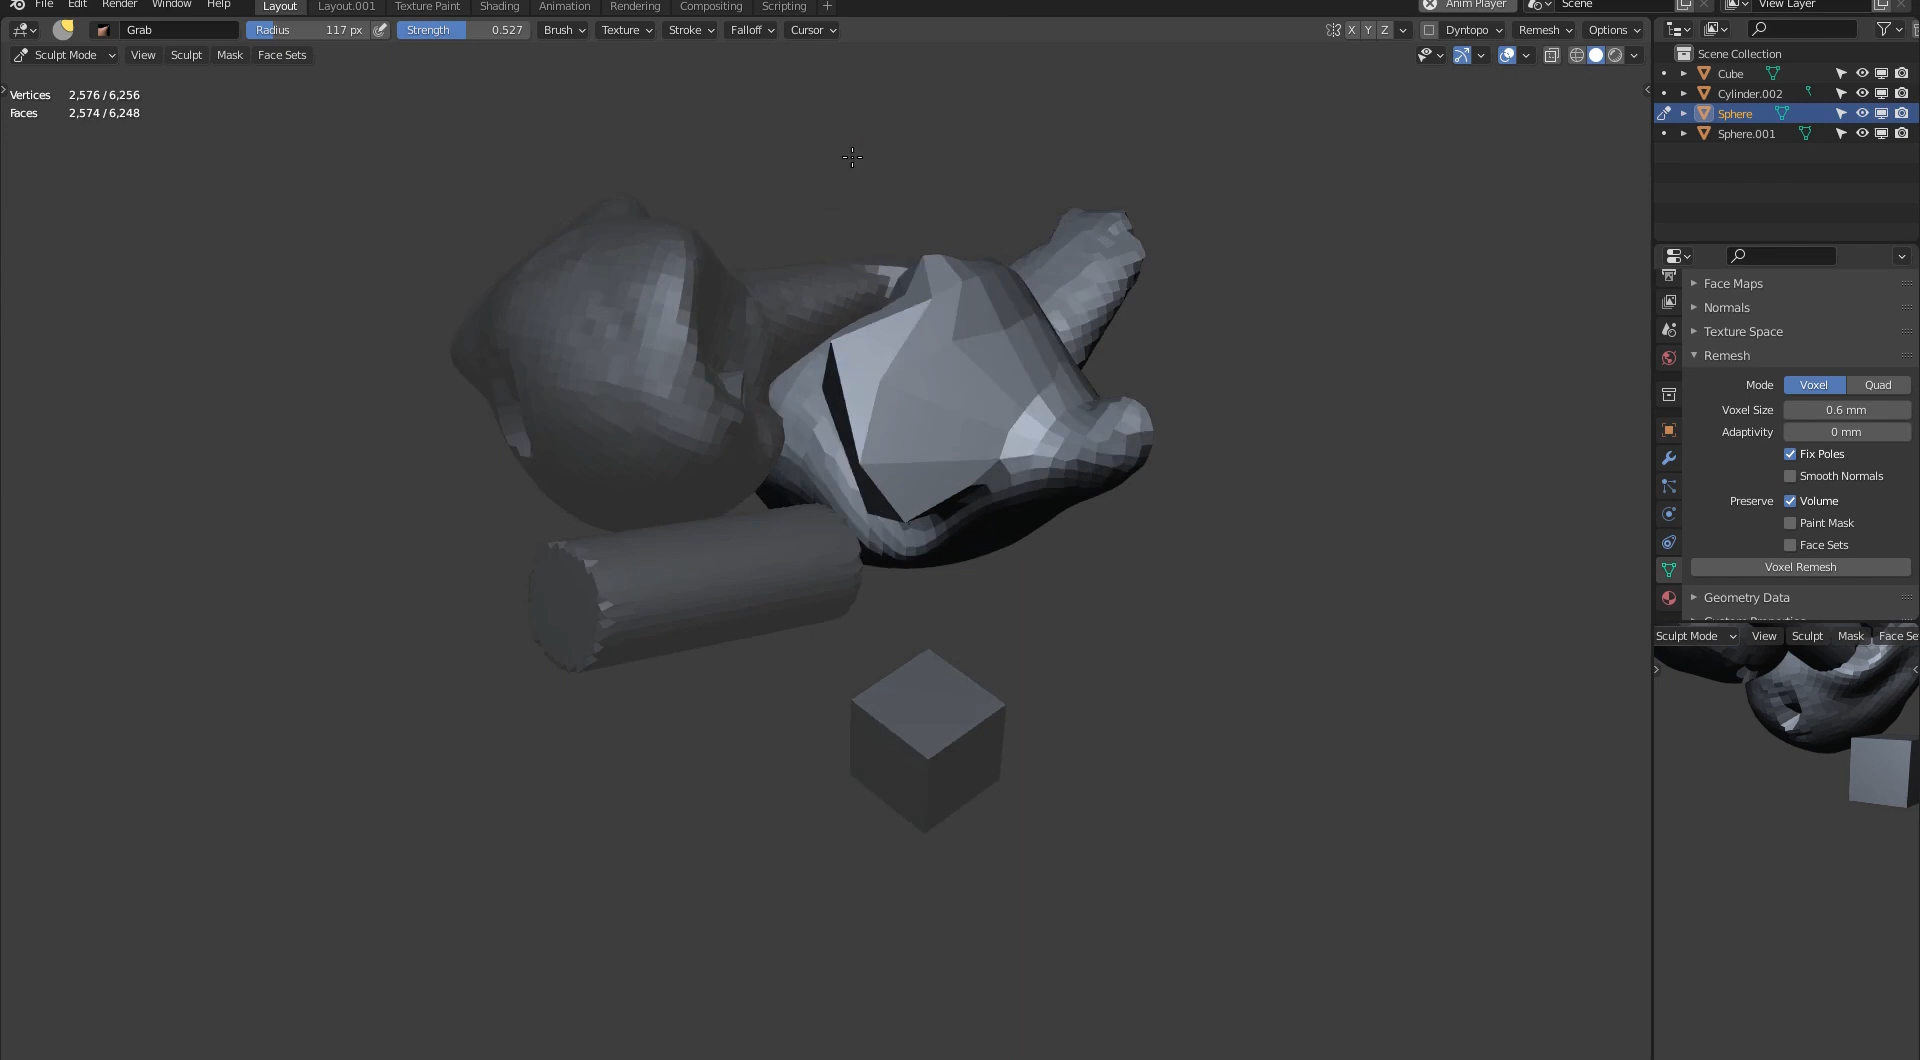 File Edit Render Window Help Layout Layout.001 Texture Paint Shading Animation Rendering Compositing Scripting + Anim Player Scene View Layer
Grab Radius 117 px Strength 0.527 Brush Texture Stroke Falloff Cursor X Y Z Dyntopo Remesh Options
Sculpt Mode View Sculpt Mask Face Sets
Vertices 2,576 / 6,256
Faces 2,574 / 6,248
Scene Collection
Cube
Cylinder.002
Sphere
Sphere.001
Face Maps
Normals
Texture Space
Remesh
Mode Voxel Quad
Voxel Size 0.6 mm
Adaptivity 0 mm
Fix Poles
Smooth Normals
Preserve Volume
Paint Mask
Face Sets
Voxel Remesh
Geometry Data
Sculpt Mode View Sculpt Mask Face Se